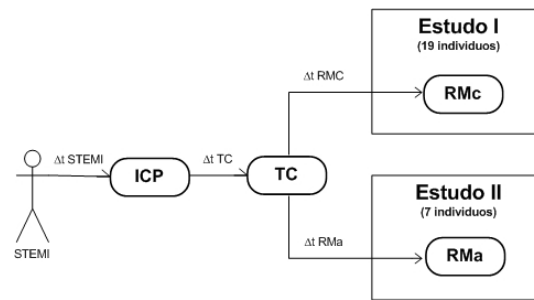 Estudo I
(19 individuos)
Δt RMC
RMc
Δt STEMI
ICP
Δt TC
TC
STEMI
Estudo II
(7 individuos)
Δt RMa
RMa